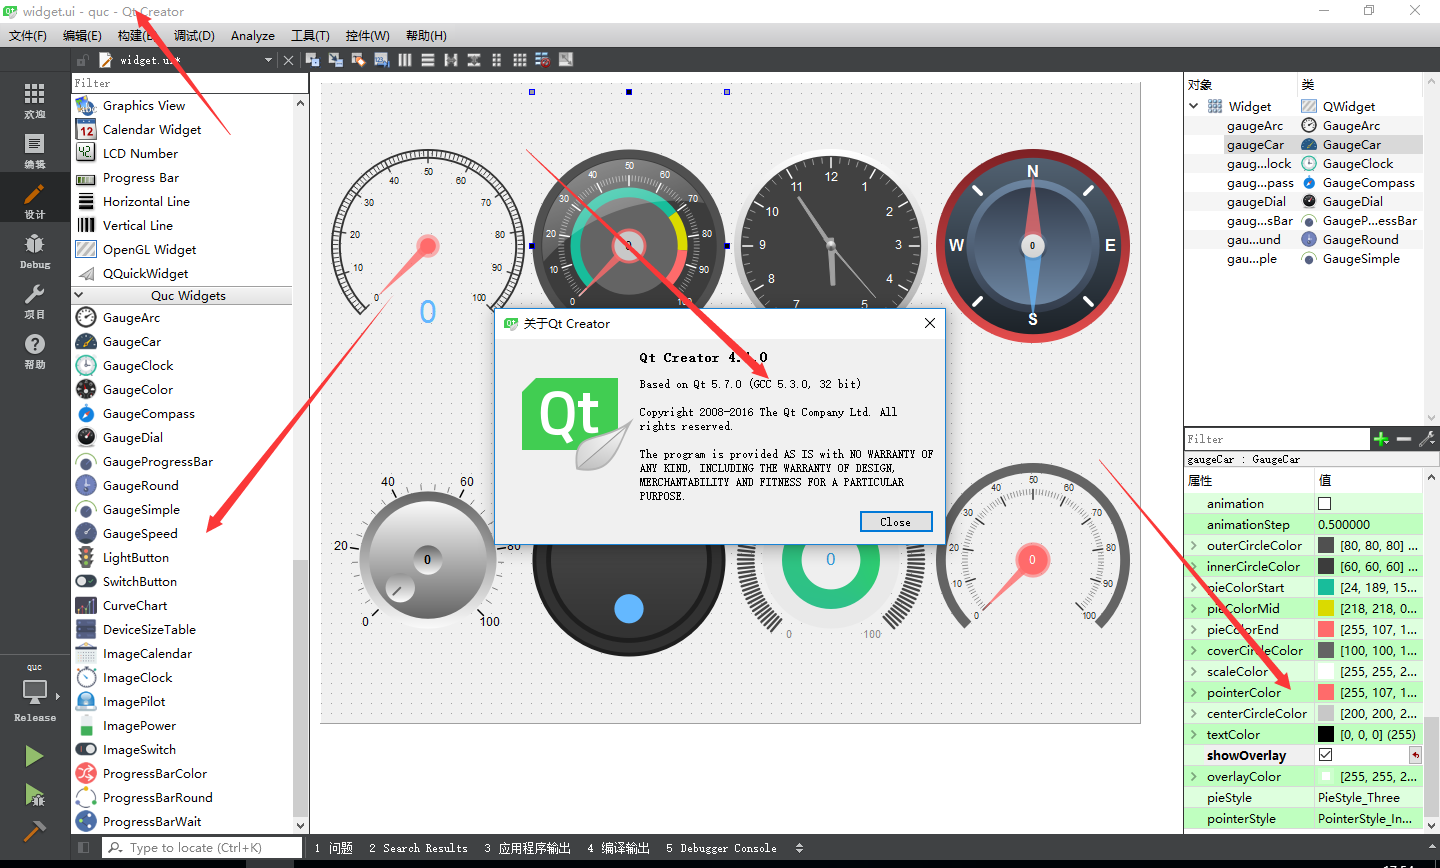 widget.ui - quc - Qt Creator
文件(F) 编辑(E) 构建(B 调试(D) Analyze 工具(T) 控件(W) 帮助(H)
Filter
欢迎
编辑
设计
Debug
项目
帮助
quc
Release
Graphics View
Calendar Widget
LCD Number
Progress Bar
Horizontal Line
Vertical Line
OpenGL Widget
QQuickWidget
Quc Widgets
GaugeArc
GaugeCar
GaugeClock
GaugeColor
GaugeCompass
GaugeDial
GaugeProgressBar
GaugeRound
GaugeSimple
GaugeSpeed
LightButton
SwitchButton
CurveChart
DeviceSizeTable
ImageCalendar
ImageClock
ImagePilot
ImagePower
ImageSwitch
ProgressBarColor
ProgressBarRound
ProgressBarWait
0 10 20 30 40 50 60 70 80 90 100
0
0 10 20 30 40 50 60 70 80 90 100
0
12 1 2 3 4 5 7 8 9 10 11
N E S W
0
关于Qt Creator
Qt
Qt Creator 4.1.0
Based on Qt 5.7.0 (GCC 5.3.0, 32 bit)
Copyright 2008-2016 The Qt Company Ltd. All
rights reserved.
The program is provided AS IS with NO WARRANTY OF
ANY KIND, INCLUDING THE WARRANTY OF DESIGN,
MERCHANTABILITY AND FITNESS FOR A PARTICULAR
PURPOSE.
Close
0 20 40 60 80 100
0
0
0 100
0 10 20 30 40 50 60 70 80 90 100
0
对象 类
Widget QWidget
gaugeArc GaugeArc
gaugeCar GaugeCar
gaug...lock GaugeClock
gaug...pass GaugeCompass
gaugeDial GaugeDial
gaug...sBar GaugeP...essBar
gau...und GaugeRound
gau...ple GaugeSimple
Filter
gaugeCar : GaugeCar
属性 值
animation
animationStep 0.500000
outerCircleColor [80, 80, 80] ...
innerCircleColor [60, 60, 60] ...
pieColorStart [24, 189, 15...
pieColorMid [218, 218, 0...
pieColorEnd [255, 107, 1...
coverCircleColor [100, 100, 1...
scaleColor [255, 255, 2...
pointerColor [255, 107, 1...
centerCircleColor [200, 200, 2...
textColor [0, 0, 0] (255)
showOverlay
overlayColor [255, 255, 2...
pieStyle PieStyle_Three
pointerStyle PointerStyle_In...
Type to locate (Ctrl+K)
1 问题 2 Search Results 3 应用程序输出 4 编译输出 5 Debugger Console